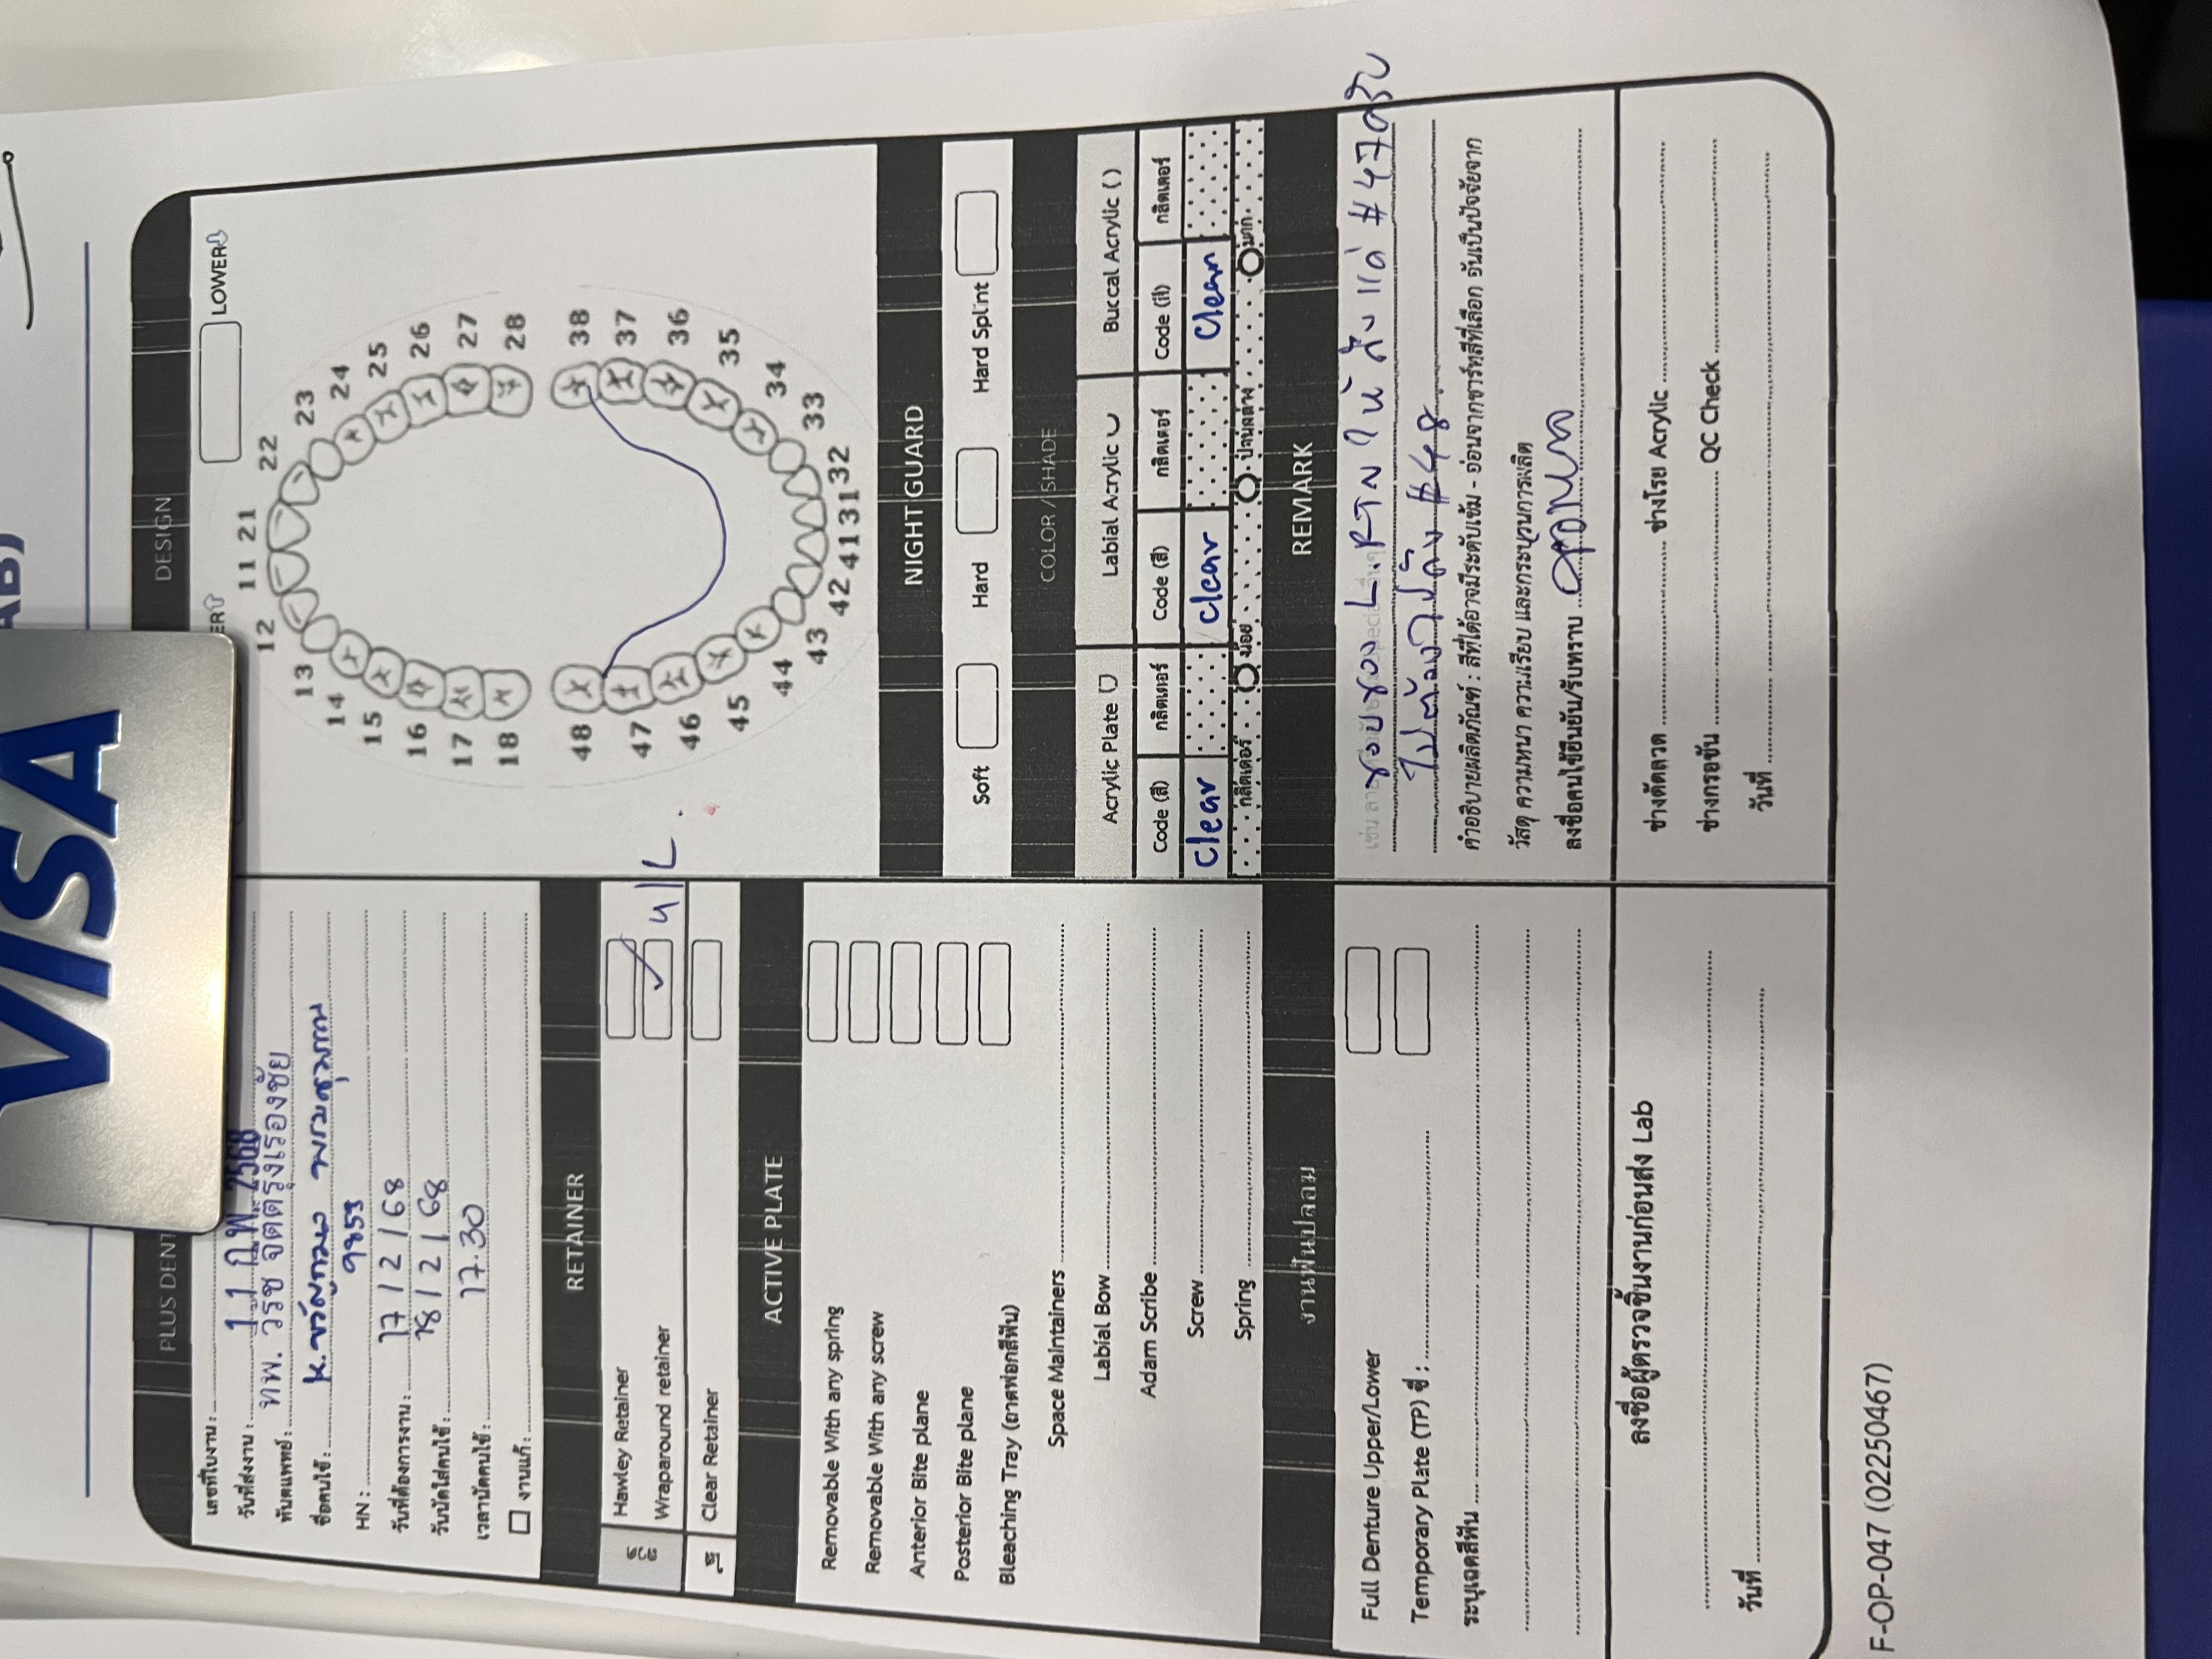 VISA
AB)
PLUS DENT
DESIGN
เลขที่ใบงาน :
วันที่ส่งงาน : 11 ก.พ. 2568
ทันตแพทย์ : ทพ. วิรัช จิตต์รุ่งเรืองชัย
ชื่อคนไข้ : K. ขวัญกมล
HN : 9853
วันที่ต้องการงาน : 17 / 2 / 68
วันนัดใส่คนไข้ : 18 / 2 / 68
เวลานัดคนไข้ : 17.30
งานแก้ :
ER
LOWER
11 21
12 22
13 23
14 24
15 25
16 26
17 27
18 28
48 38
47 37
46 36
45 35
44 34
43 33
42 41 31 32
RETAINER
ลวด
Hawley Retainer
Wraparound retainer ✓ U/L.
ใส
Clear Retainer
ACTIVE PLATE
Removable With any spring
Removable With any screw
Anterior Bite plane
Posterior Bite plane
Bleaching Tray (ถาดฟอกสีฟัน)
Space Maintainers
Labial Bow
Adam Scribe
Screw
Spring
NIGHT GUARD
Soft Hard Hard Splint
COLOR / SHADE
Acrylic Plate Labial Acrylic Buccal Acrylic ( )
Code (สี) กลิตเตอร์ Code (สี) กลิตเตอร์ Code (สี) กลิตเตอร์
Clear Clear Clear
กลิตเตอร์ น้อย ปานกลาง มาก
งานฟันปลอม
Full Denture Upper/Lower
Temporary Plate (TP) ซี่ :
ระบุเฉดสีฟัน
REMARK
ขอบของ L. RTN ให้ถึงแค่ #47ครับ
ไม่ต้องไปถึง #48.
คำอธิบายผลิตภัณฑ์ : สีที่ได้อาจมีระดับเข้ม - อ่อนจากชาร์ทสีที่เลือก อันเป็นปัจจัยจาก
วัสดุ ความหนา ความเรียบ และกระบวนการผลิต
ลงชื่อคนไข้ยืนยัน/รับทราบ
ลงชื่อผู้ตรวจชิ้นงานก่อนส่ง Lab
วันที่
ช่างดัดลวด ช่างโรย Acrylic
ช่างกรอขัน QC Check
วันที่
F-OP-047 (02250467)